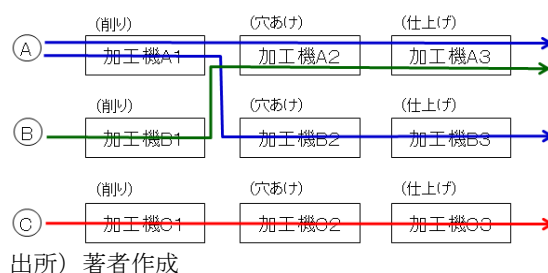 (削り) (穴あけ) (仕上げ)
A 加工機A1 加工機A2 加工機A3
(穴あけ) (仕上げ)
B 加工機B1 加工機B2 加工機B3
(削り) (穴あけ) (仕上げ)
C 加工機C1 加工機C2 加工機C3
出所）著者作成